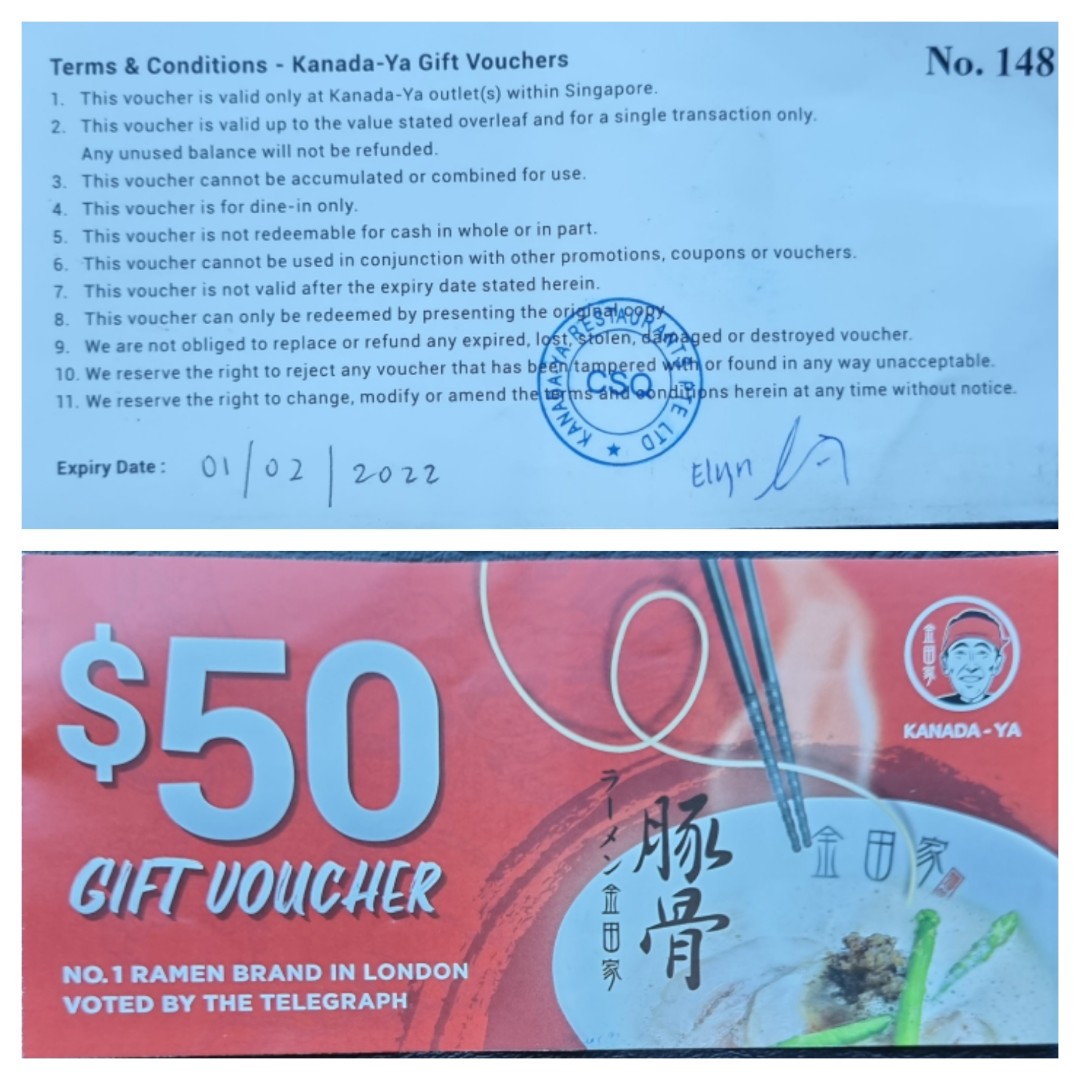 Terms & Conditions - Kanada-Ya Gift Vouchers
No. 148
1. This voucher is valid only at Kanada-Ya outlet(s) within Singapore.
2. This voucher is valid up to the value stated overleaf and for a single transaction only.
Any unused balance will not be refunded.
3. This voucher cannot be accumulated or combined for use.
4. This voucher is for dine-in only.
5. This voucher is not redeemable for cash in whole or in part.
6. This voucher cannot be used in conjunction with other promotions, coupons or vouchers.
7. This voucher is not valid after the expiry date stated herein.
8. This voucher can only be redeemed by presenting the original copy
9. We are not obliged to replace or refund any expired, lost, stolen, damaged or destroyed voucher.
10. We reserve the right to reject any voucher that has been tampered with or found in any way unacceptable.
11. We reserve the right to change, modify or amend the terms and conditions herein at any time without notice.
KANADA-YA RESTAURANTS PTE LTD
CSQ
Expiry Date : 01/02/2022
Elyn
$50
GIFT VOUCHER
NO.1 RAMEN BRAND IN LONDON
VOTED BY THE TELEGRAPH
ラーメン金田家
豚骨
金田家
金田家
KANADA-YA